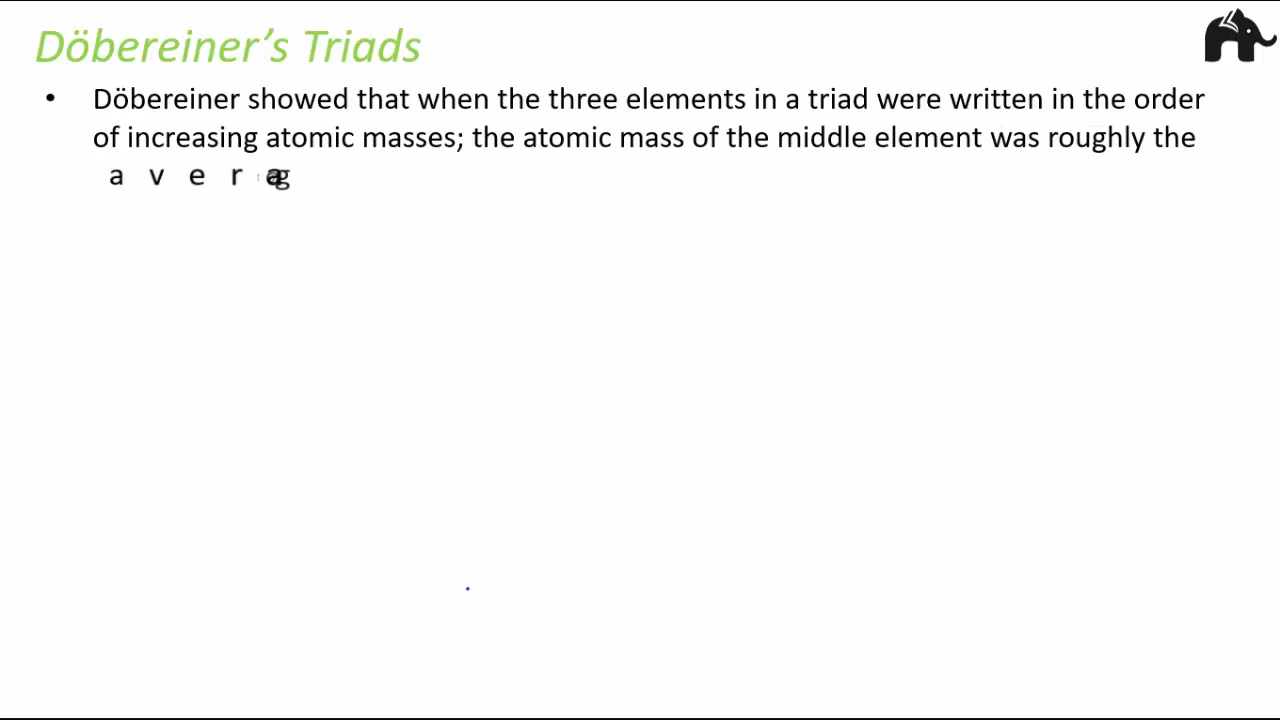 Döbereiner’s Triads
• Döbereiner showed that when the three elements in a triad were written in the order
of increasing atomic masses; the atomic mass of the middle element was roughly the
a v e r a g